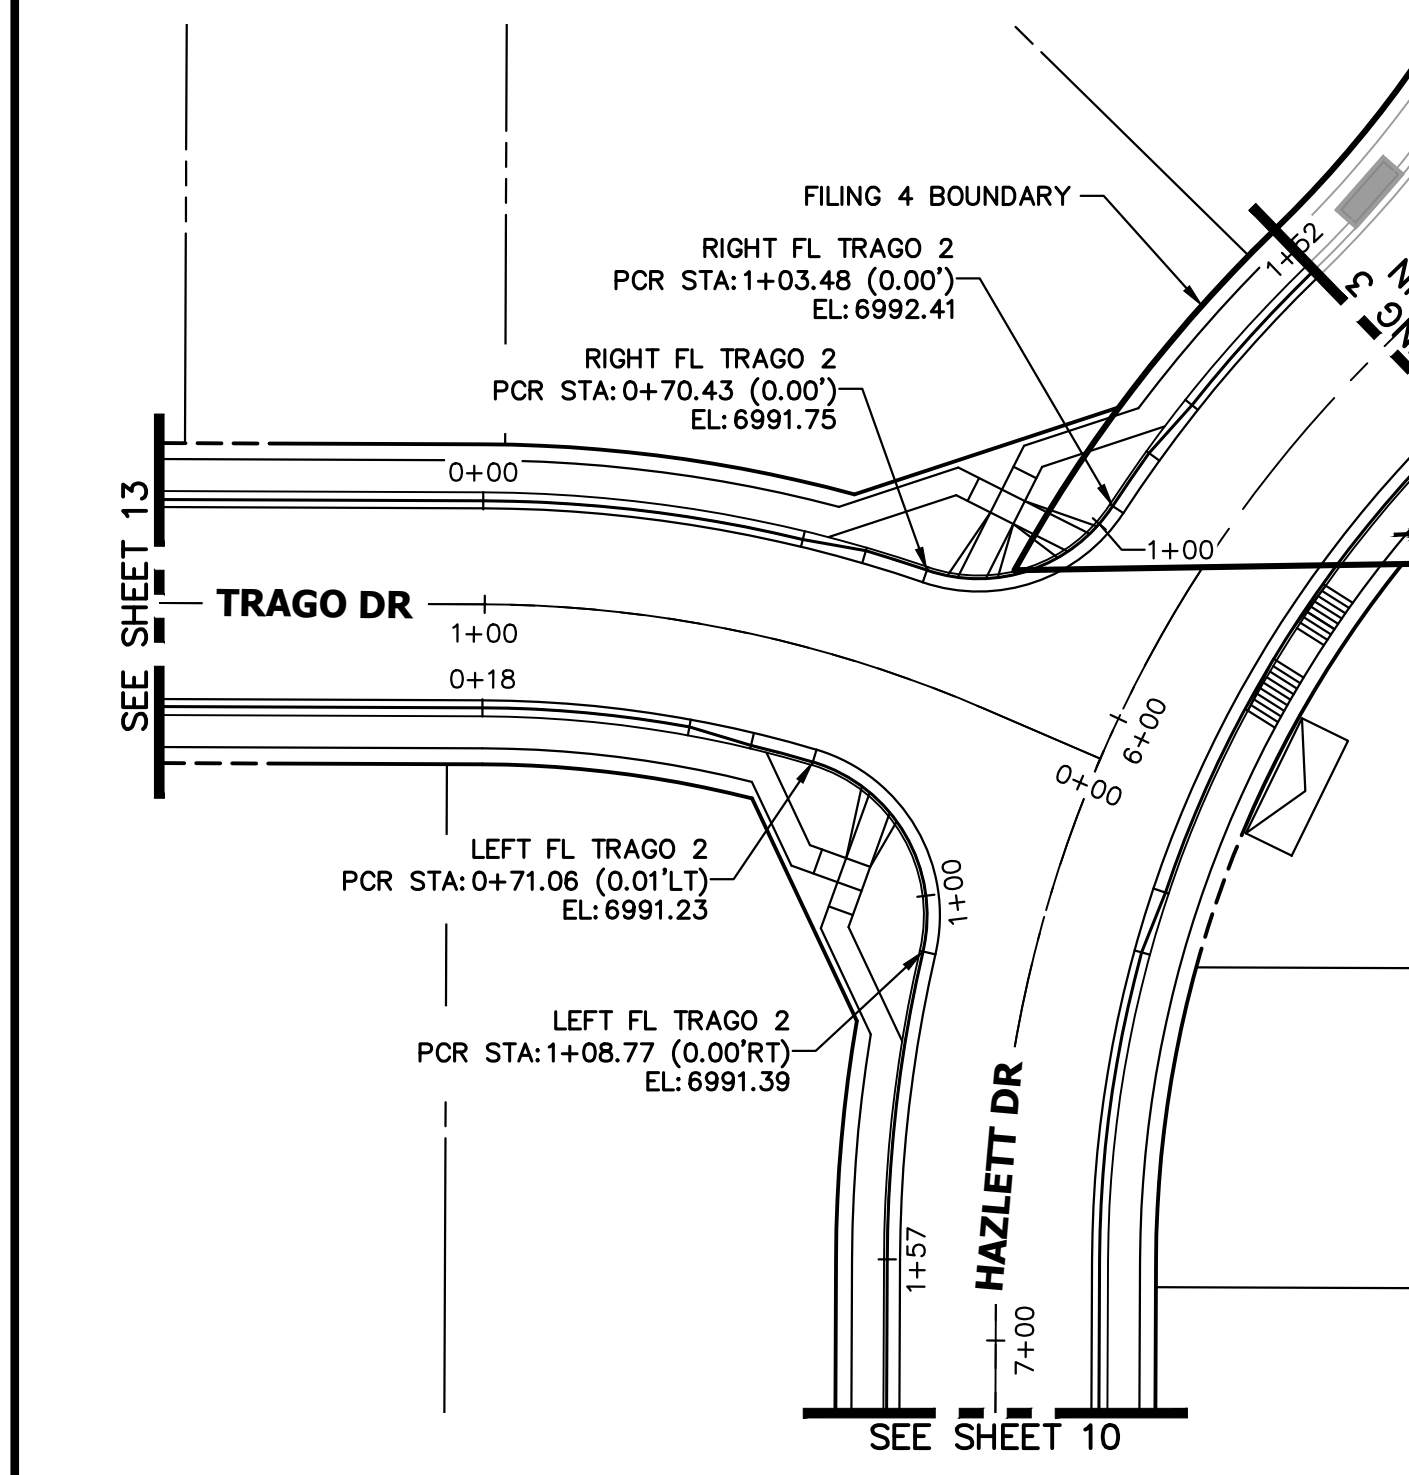 FILING 4 BOUNDARY
RIGHT FL TRAGO 2
PCR STA:1+03.48 (0.00')
EL:6992.41
RIGHT FL TRAGO 2
PCR STA:0+70.43 (0.00')
EL:6991.75
1+52
3
0+00
1+00
SEE SHEET 13
TRAGO DR
1+00
0+18
6+00
0+00
LEFT FL TRAGO 2
PCR STA:0+71.06 (0.01'LT)
EL:6991.23
1+00
LEFT FL TRAGO 2
PCR STA:1+08.77 (0.00'RT)
EL:6991.39
HAZLETT DR
1+57
7+00
SEE SHEET 10